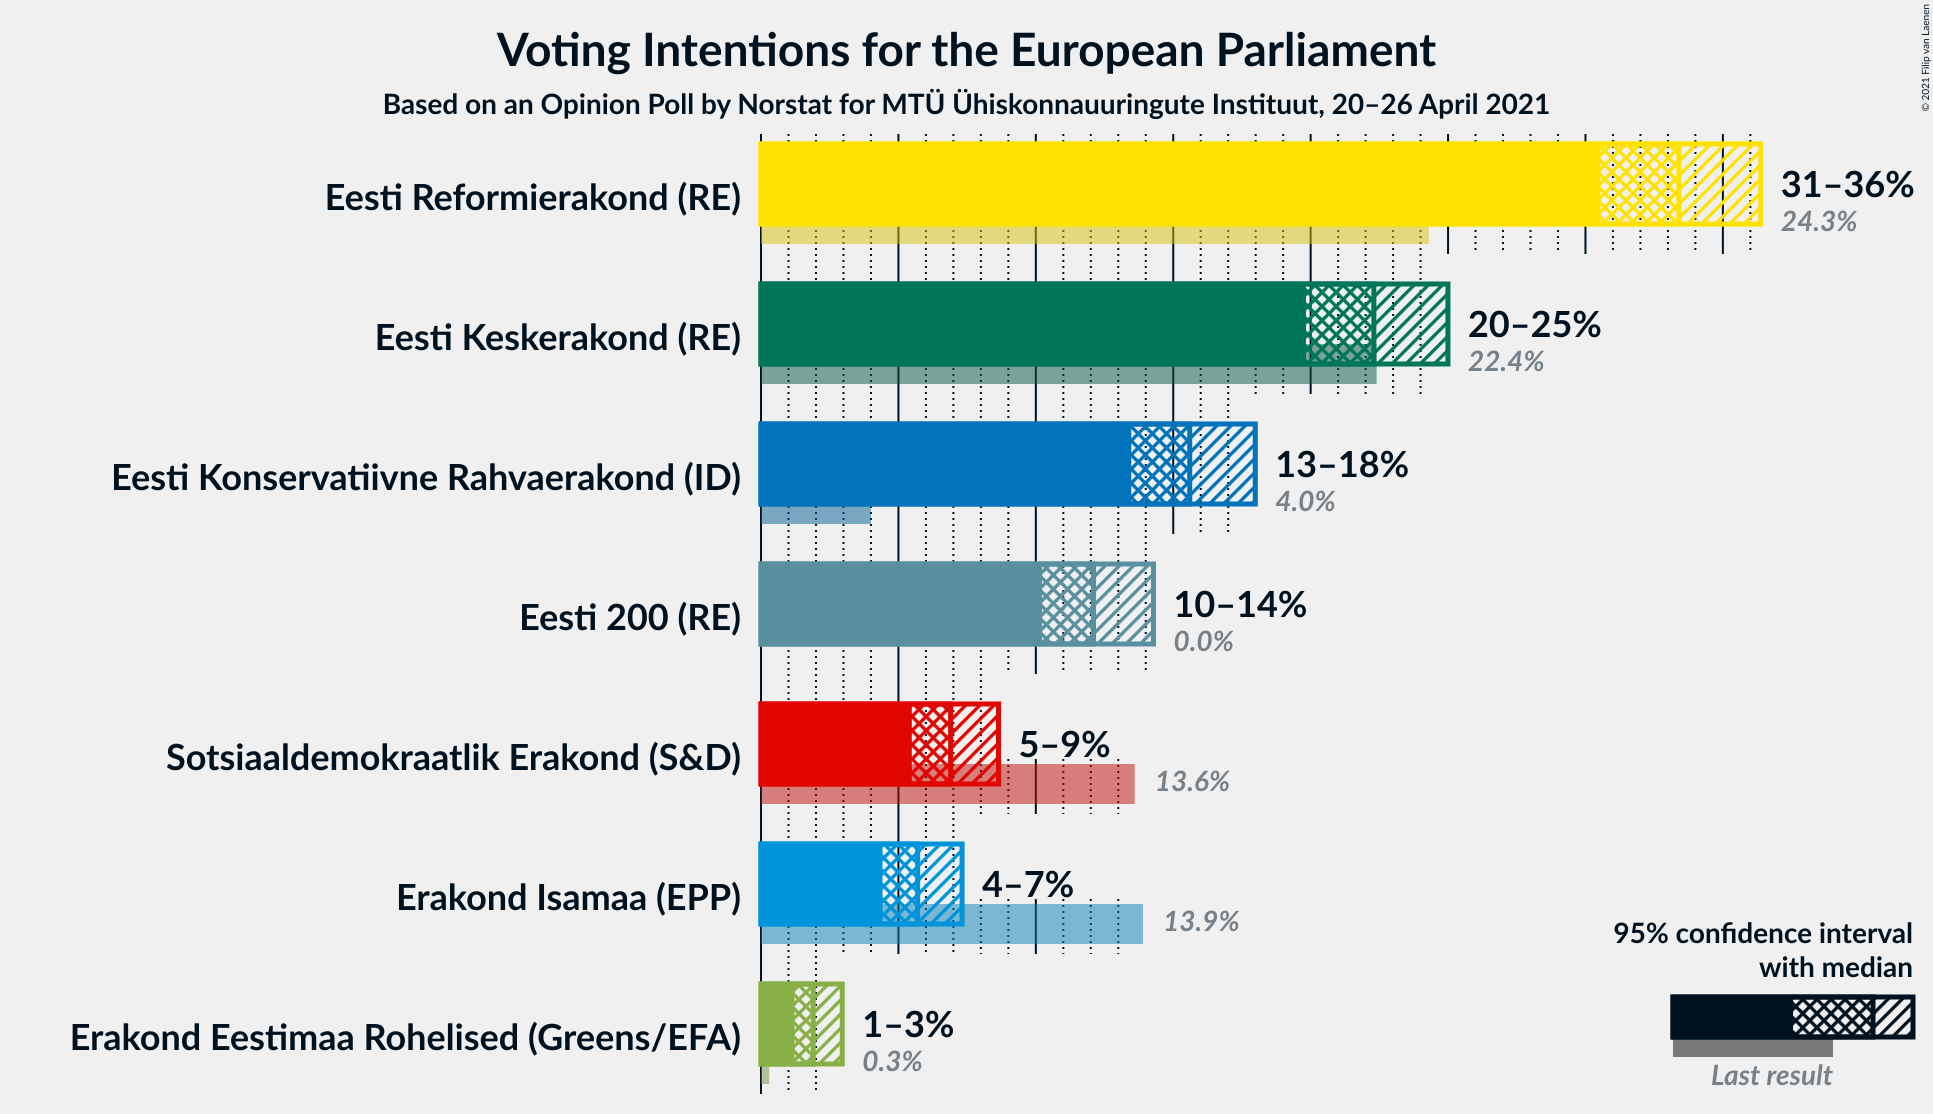 Voting Intentions for the European Parliament
Based on an Opinion Poll by Norstat for MTÜ Ühiskonnauuringute Instituut, 20–26 April 2021
© 2021 Filip van Laenen
Eesti Reformierakond (RE)
31–36%
24.3%
Eesti Keskerakond (RE)
20–25%
22.4%
Eesti Konservatiivne Rahvaerakond (ID)
13–18%
4.0%
Eesti 200 (RE)
10–14%
0.0%
Sotsiaaldemokraatlik Erakond (S&D)
5–9%
13.6%
Erakond Isamaa (EPP)
4–7%
13.9%
Erakond Eestimaa Rohelised (Greens/EFA)
1–3%
0.3%
95% confidence interval
with median
Last result